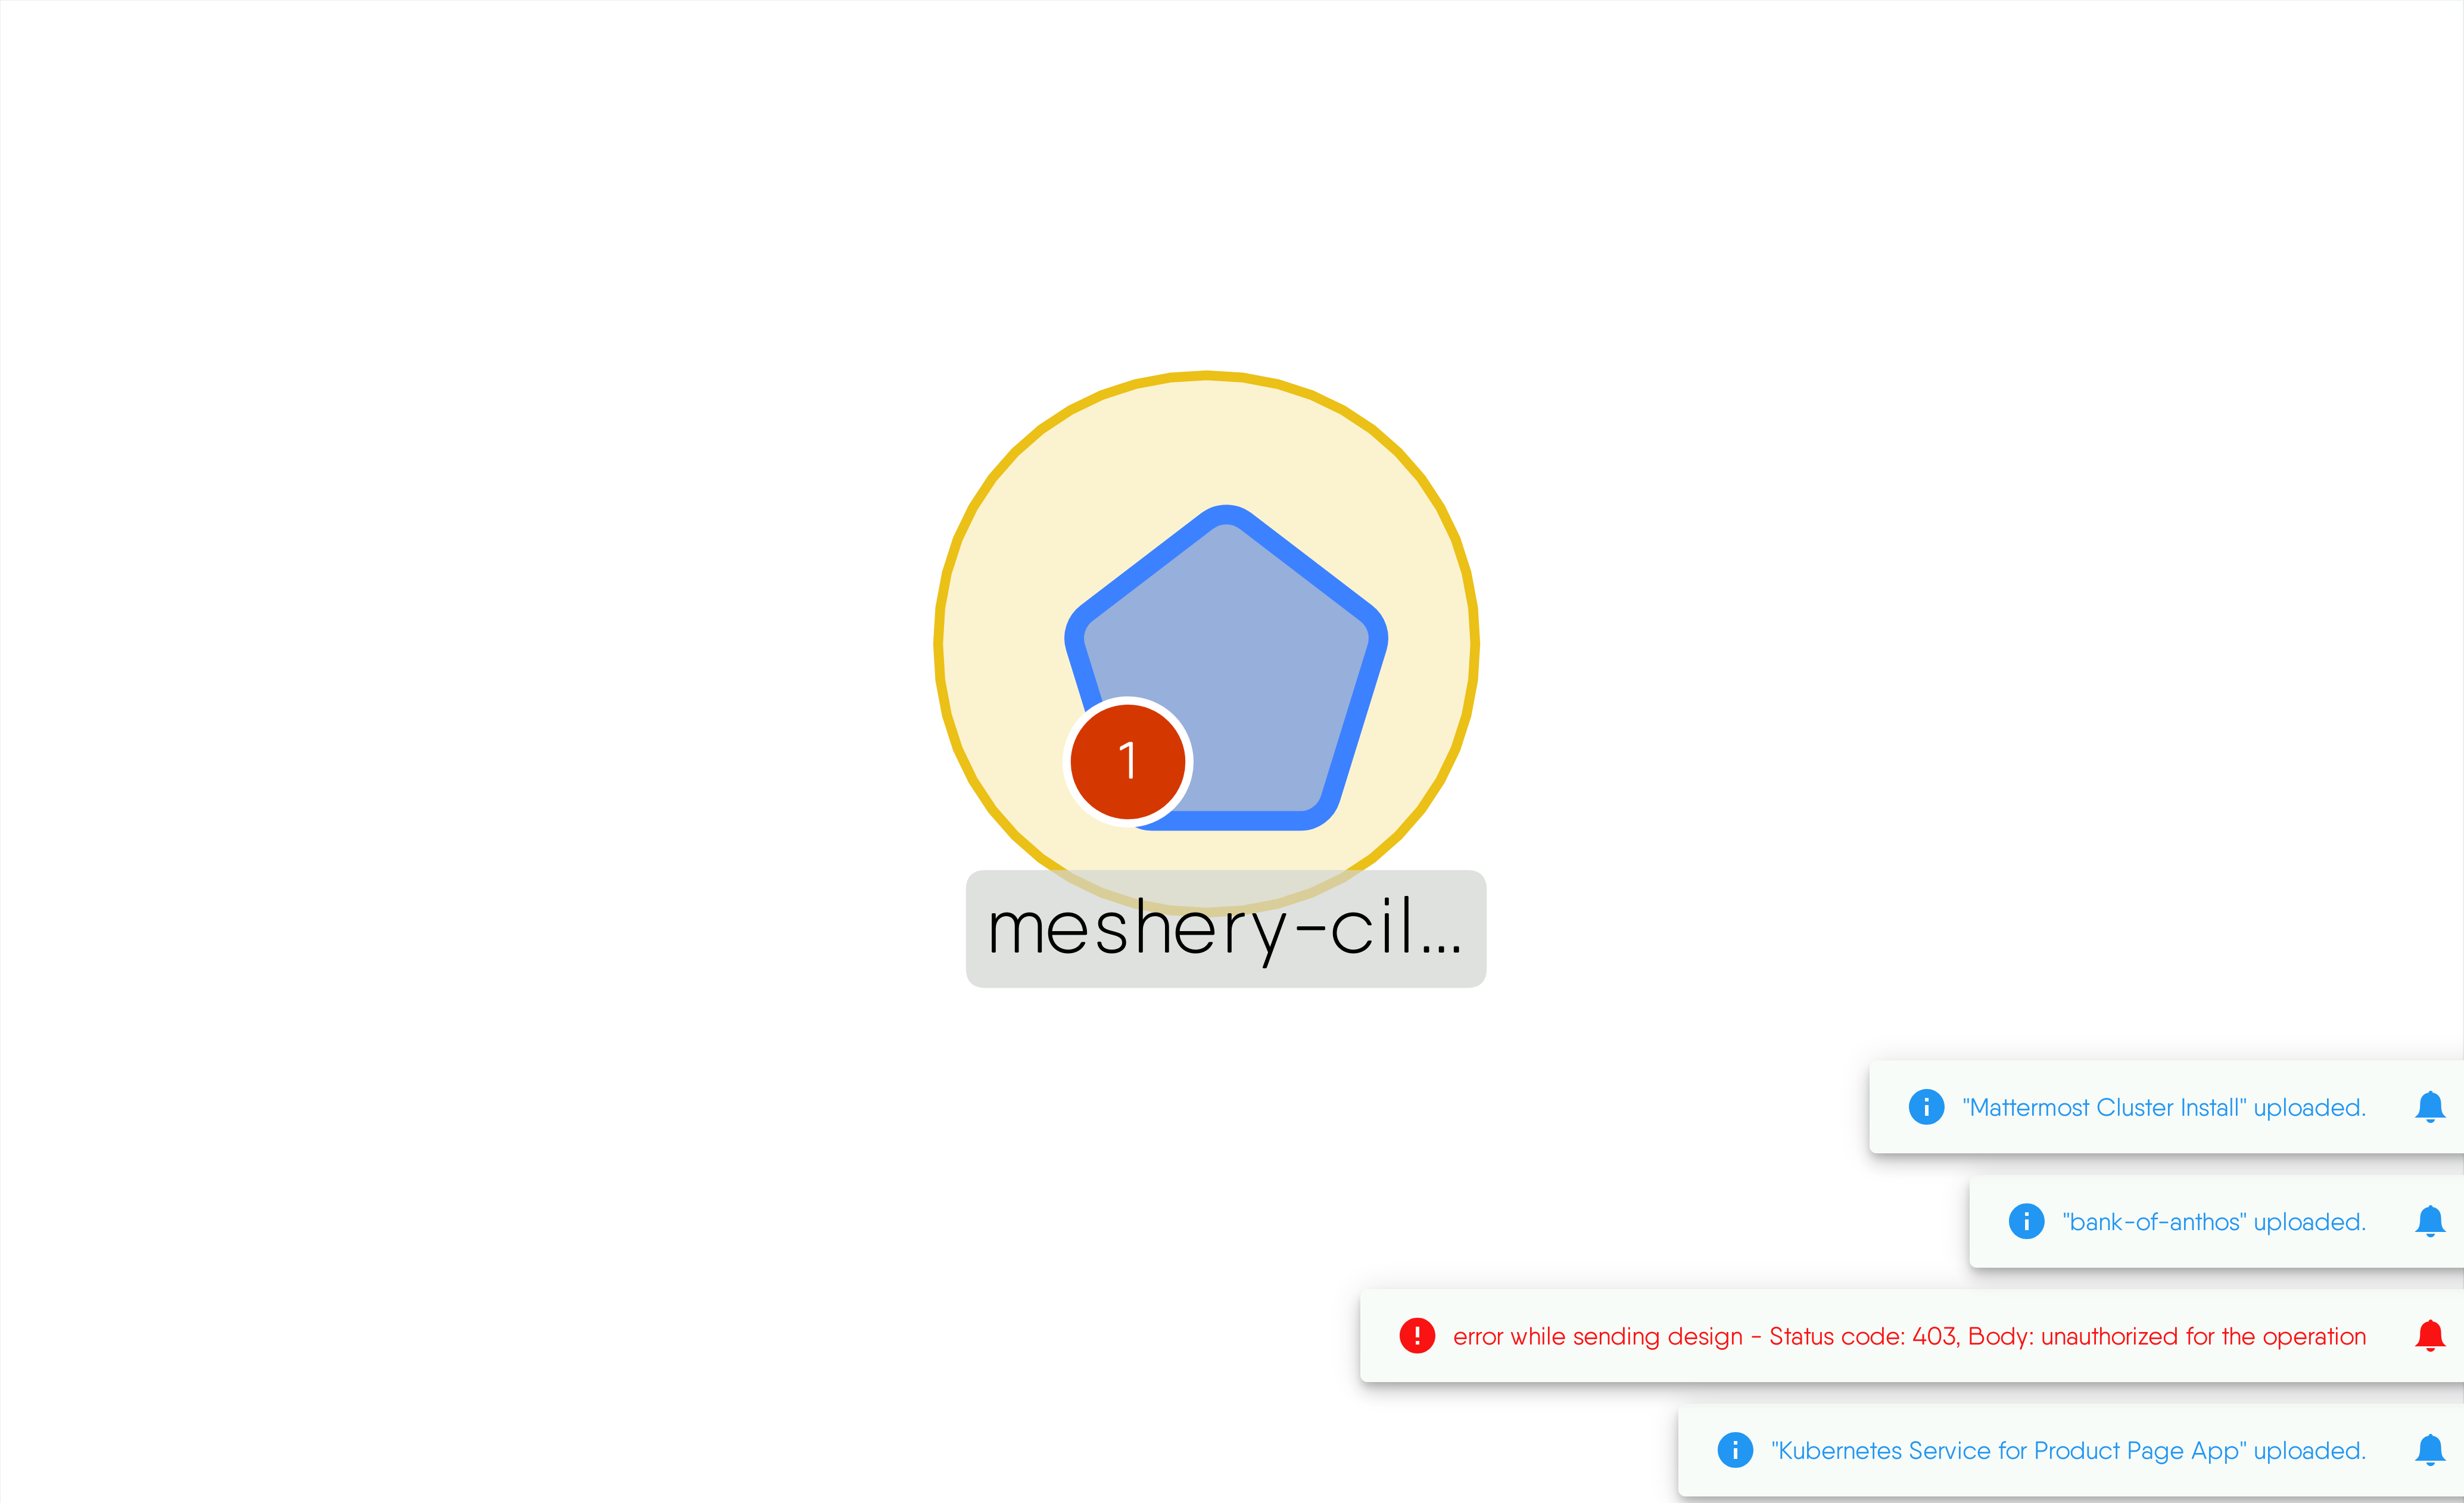 1
meshery-cil...
"Mattermost Cluster Install" uploaded.
"bank-of-anthos" uploaded.
error while sending design - Status code: 403, Body: unauthorized for the operation
"Kubernetes Service for Product Page App" uploaded.